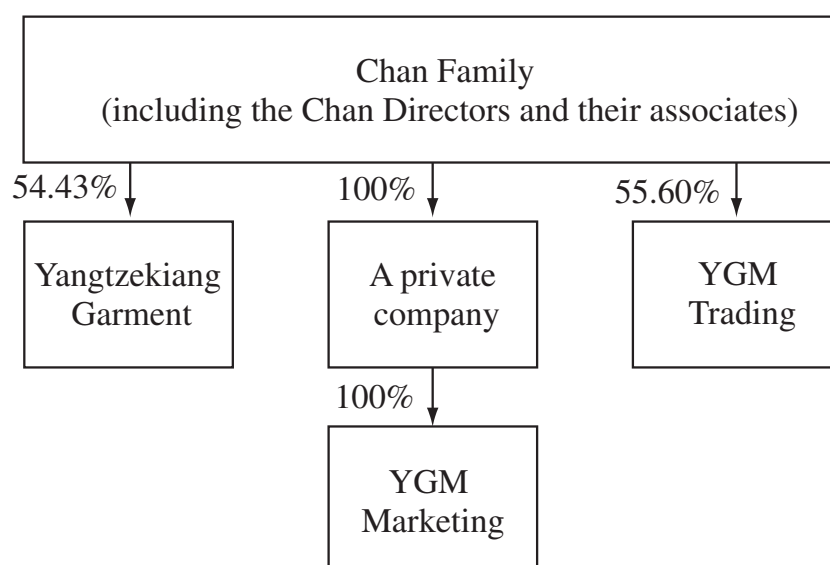 Chan Family
(including the Chan Directors and their associates)
54.43%
100%
55.60%
Yangtzekiang
Garment
A private
company
YGM
Trading
100%
YGM
Marketing